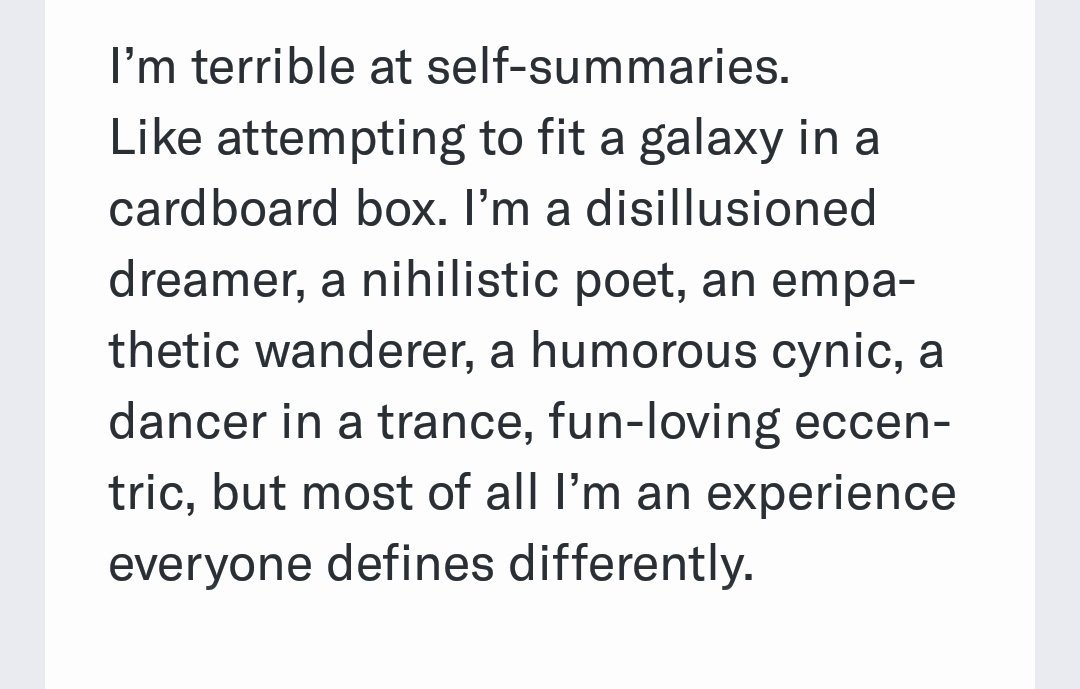 I’m terrible at self-summaries.
Like attempting to fit a galaxy in a
cardboard box. I’m a disillusioned
dreamer, a nihilistic poet, an empa-
thetic wanderer, a humorous cynic, a
dancer in a trance, fun-loving eccen-
tric, but most of all I’m an experience
everyone defines differently.